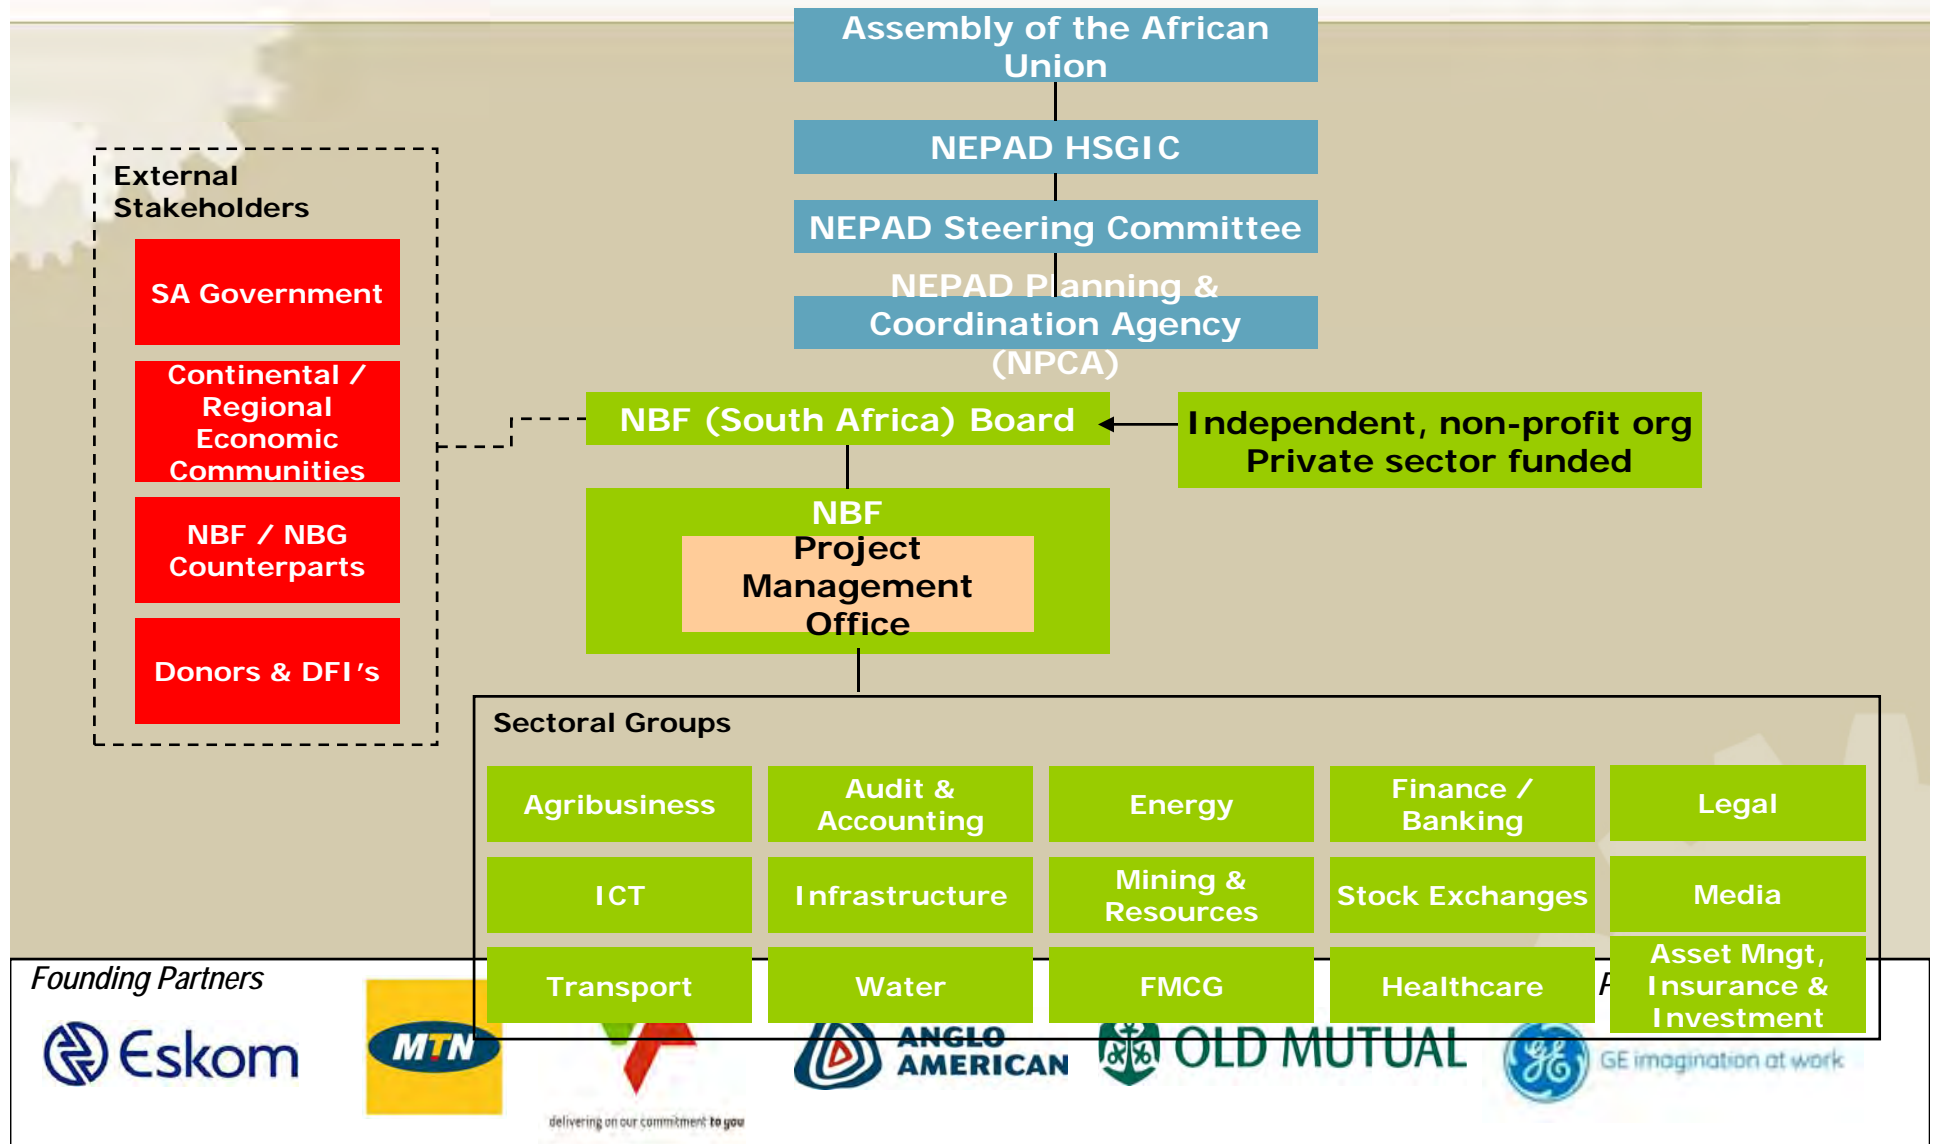 Assembly of the African
Union
NEPAD HSGIC
NEPAD Steering Committee
NEPAD Planning &
Coordination Agency
(NPCA)
External
Stakeholders
SA Government
Continental /
Regional
Economic
Communities
NBF / NBG
Counterparts
Donors & DFI's
NBF (South Africa) Board
Independent, non-profit org
Private sector funded
NBF
Project
Management
Office
Sectoral Groups
Agribusiness
Audit &
Accounting
Energy
Finance /
Banking
Legal
ICT
Infrastructure
Mining &
Resources
Stock Exchanges
Media
Transport
Water
FMCG
Healthcare
Asset Mngt,
Insurance &
Investment
Founding Partners
Eskom
MTN
delivering on our commitment to you
ANGLO
AMERICAN
OLD MUTUAL
GE
GE imagination at work